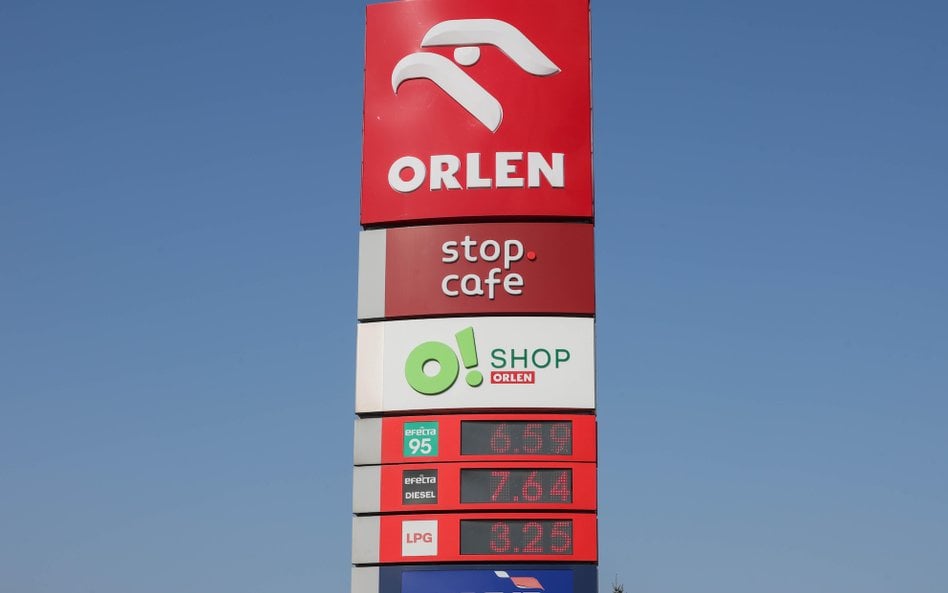 ORLEN
stop.
cafe
O! SHOP
ORLEN
efecta
95
6.59
efecta
DIESEL
7.64
LPG
3.25